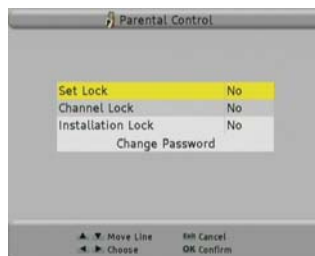 Parental Control
Set Lock No
Channel Lock No
Installation Lock No
Change Password
Move Line Exit Cancel
Choose OK Confirm